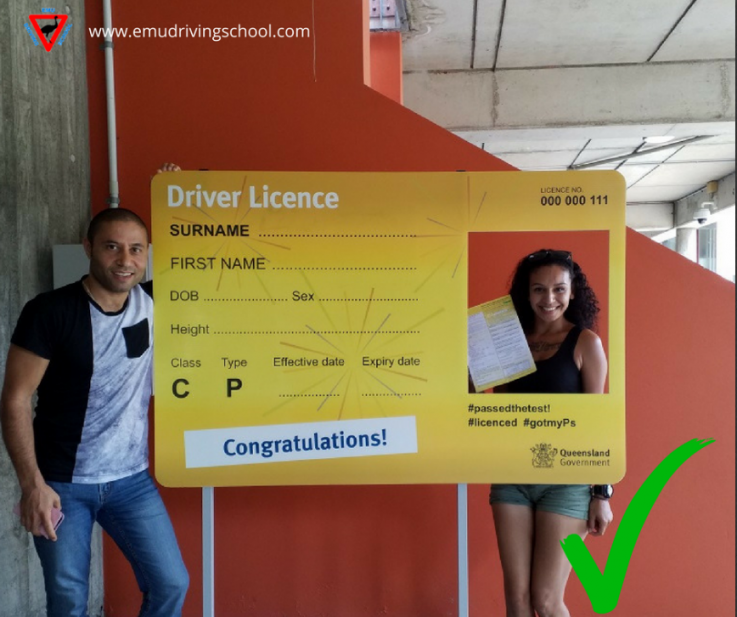 www.emudrivingschool.com
Driver Licence
LICENCE NO.
000 000 111
SURNAME
FIRST NAME
DOB Sex
Height
Class Type Effective date Expiry date
C P
Congratulations!
#passedthetest!
#licenced #gotmyPs
Queensland
Government